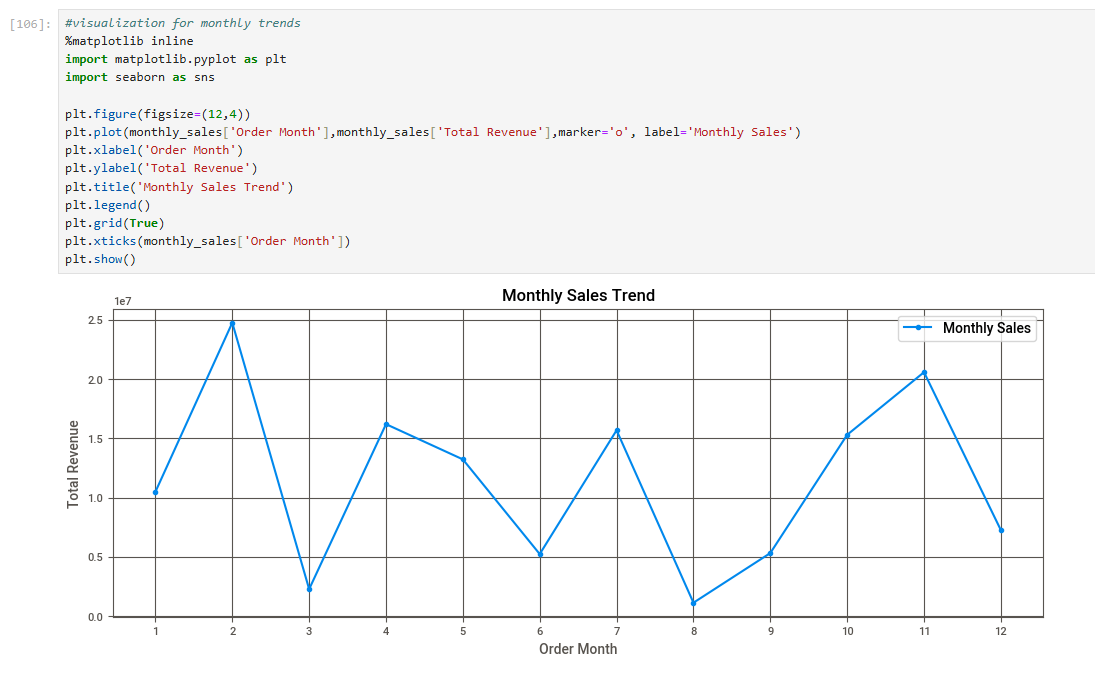 [106]: #visualization for monthly trends
%matplotlib inline
import matplotlib.pyplot as plt
import seaborn as sns
plt.figure(figsize=(12,4))
plt.plot(monthly_sales['Order Month'],monthly_sales['Total Revenue'],marker='o', label='Monthly Sales')
plt.xlabel('Order Month')
plt.ylabel('Total Revenue')
plt.title('Monthly Sales Trend')
plt.legend()
plt.grid(True)
plt.xticks(monthly_sales['Order Month'])
plt.show()
Monthly Sales Trend
1e7
2.5
Monthly Sales
2.0
1.5
Total Revenue
1.0
0.5
0.0
1 2 3 4 5 6 7 8 9 10 11 12
Order Month